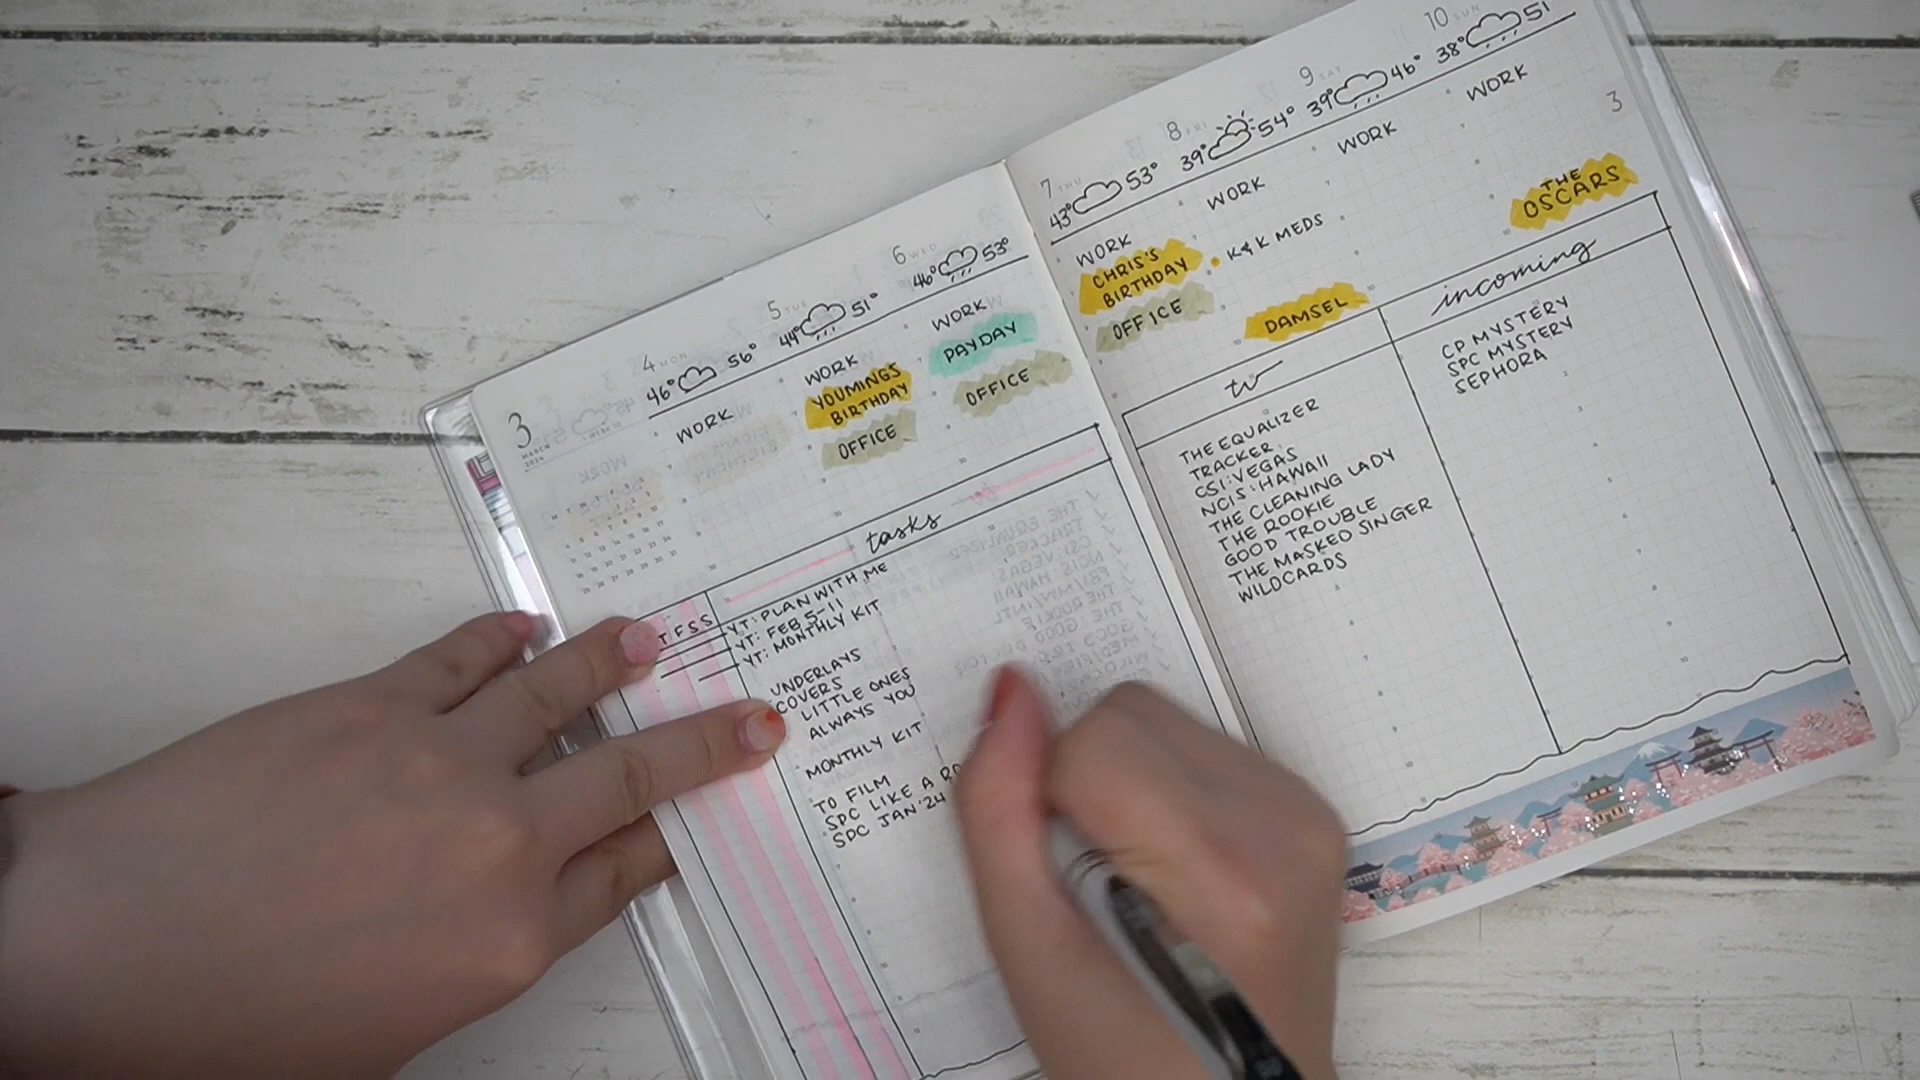 3
MARCH
2024
4 MON
46° 56°
WORK
5 TUE
44° 51°
WORK
YOUMINGS
BIRTHDAY
OFFICE
6 WED
46° 53°
WORK
PAYDAY
OFFICE
tasks
T F S S
YT: PLAN WITH ME
YT: FEB 5-11
YT: MONTHLY KIT
UNDERLAYS
COVERS
LITTLE ONES
ALWAYS YOU
MONTHLY KIT
TO FILM
SPC LIKE A
SPC JAN '24
7 THU
43° 53°
WORK
CHRIS'S
BIRTHDAY
OFFICE
8 FRI
39° 54°
WORK
K&K MEDS
DAMSEL
9 SAT
39° 46°
WORK
10 SUN
38° 51
WORK
THE
OSCARS
3
tv
THE EQUALIZER
TRACKER
CSI: VEGAS
NCIS: HAWAII
THE CLEANING LADY
THE ROOKIE
GOOD TROUBLE
THE MASKED SINGER
WILDCARDS
incoming
CP MYSTERY
SPC MYSTERY
SEPHORA